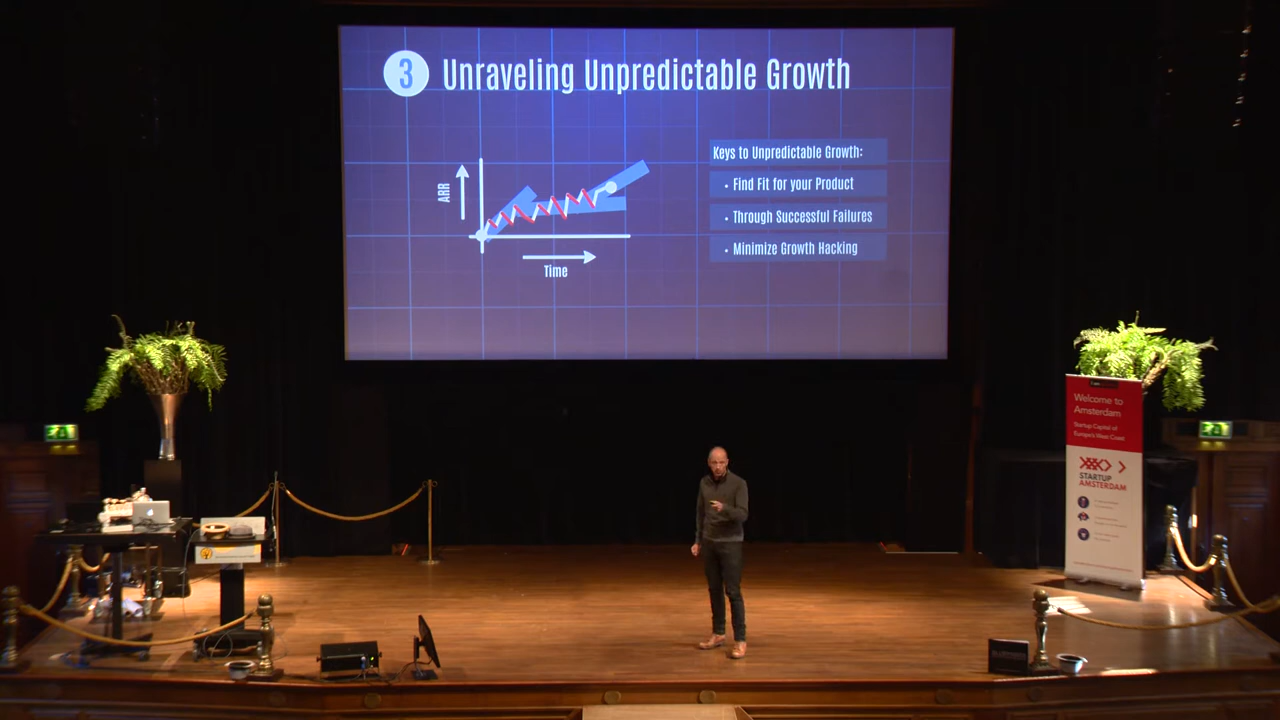 3 Unraveling Unpredictable Growth
ARR
Time
Keys to Unpredictable Growth:
• Find Fit for your Product
• Through Successful Failures
• Minimize Growth Hacking
Welcome to
Amsterdam
Startup Capital of
Europe's West Coast
STARTUP
AMSTERDAM